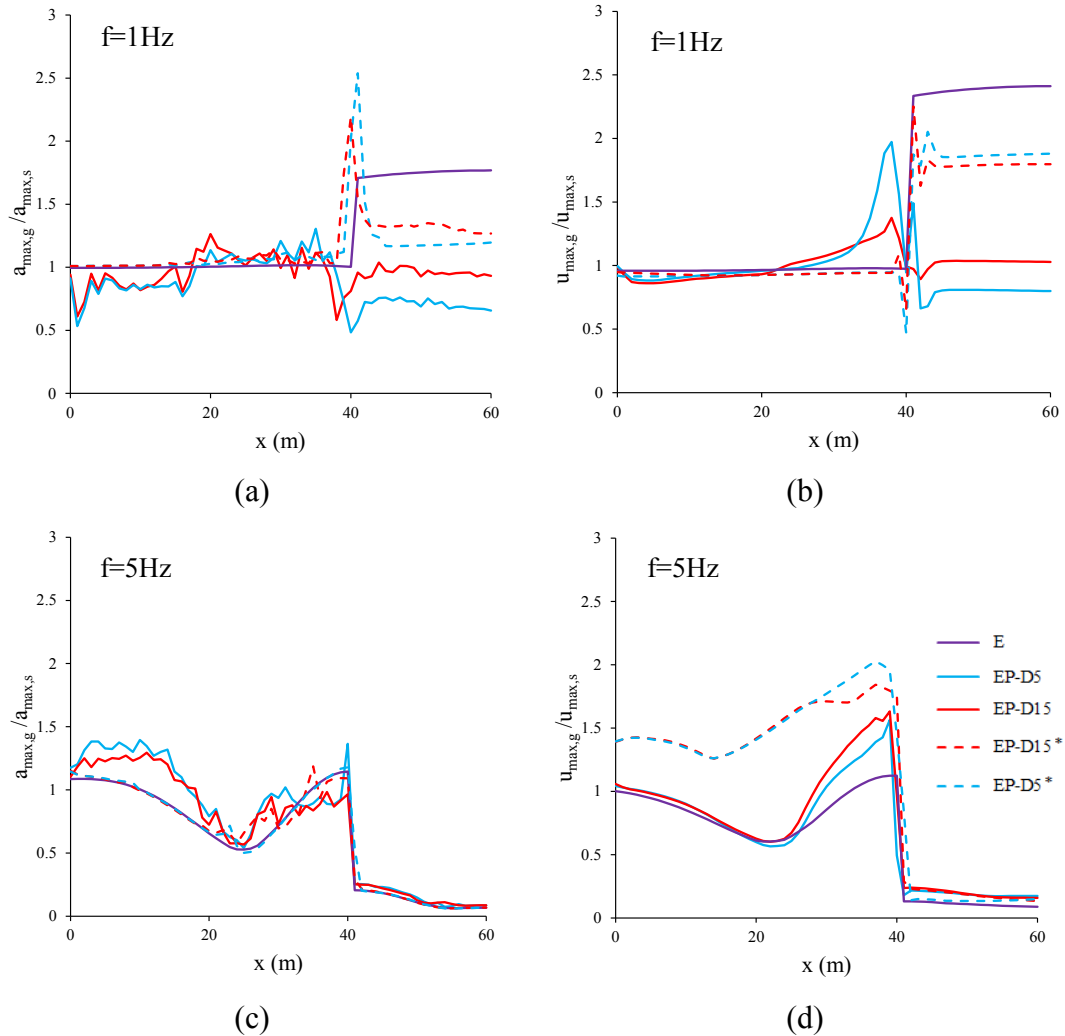 f=1Hz
3
2.5
2
1.5
1
0.5
0
a_max,g /a_max,s
0
20
40
60
x (m)
(a)
f=1Hz
3
2.5
2
1.5
1
0.5
0
u_max,g /u_max,s
0
20
40
60
x (m)
(b)
f=5Hz
3
2.5
2
1.5
1
0.5
0
a_max,g /a_max,s
0
20
40
60
x (m)
(c)
f=5Hz
3
2.5
2
1.5
1
0.5
0
u_max,g /u_max,s
0
20
40
60
x (m)
E
EP-D5
EP-D15
EP-D15*
EP-D5*
(d)